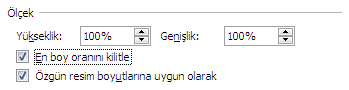 Ölçek
Yükseklik: 100% Genişlik: 100%
En boy oranını kilitle
Özgün resim boyutlarına uygun olarak